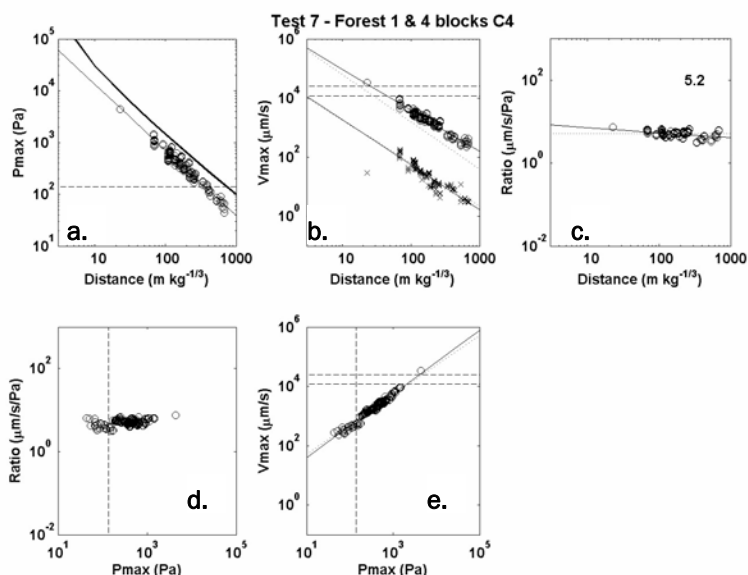 Test 7 - Forest 1 & 4 blocks C4
10^5
10^4
10^3
10^2
10^1
Pmax (Pa)
a.
10 100 1000
Distance (m kg^-1/3)
10^6
10^4
10^2
10^0
Vmax (μm/s)
b.
10 100 1000
Distance (m kg^-1/3)
10^2
10^0
10^-2
Ratio (μm/s/Pa)
5.2
c.
10 100 1000
Distance (m kg^-1/3)
10^2
10^0
10^-2
Ratio (μm/s/Pa)
d.
10^1 10^3 10^5
Pmax (Pa)
10^6
10^4
10^2
10^0
Vmax (μm/s)
e.
10^1 10^3 10^5
Pmax (Pa)